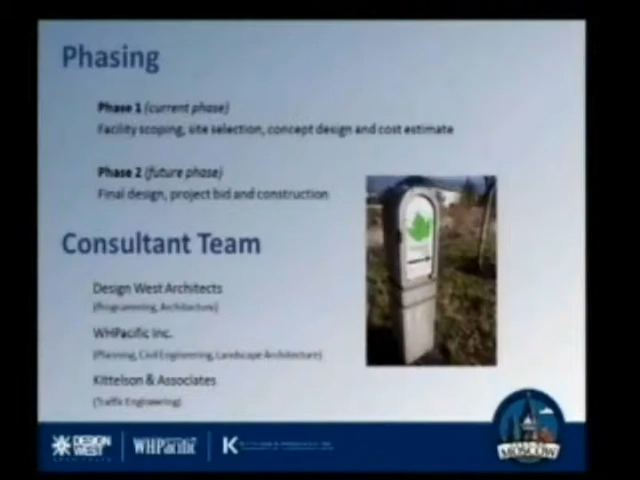 Phasing
Phase 1 (current phase)
Facility scoping, site selection, concept design and cost estimate
Phase 2 (future phase)
Final design, project bid and construction
Consultant Team
Design West Architects
(Programming, Architecture)
WHPacific Inc.
(Planning, Civil Engineering, Landscape Architecture)
Kittelson & Associates
(Traffic Engineering)
DESIGN WEST
ARCHITECTS
WHPacific
K
MOSCOW